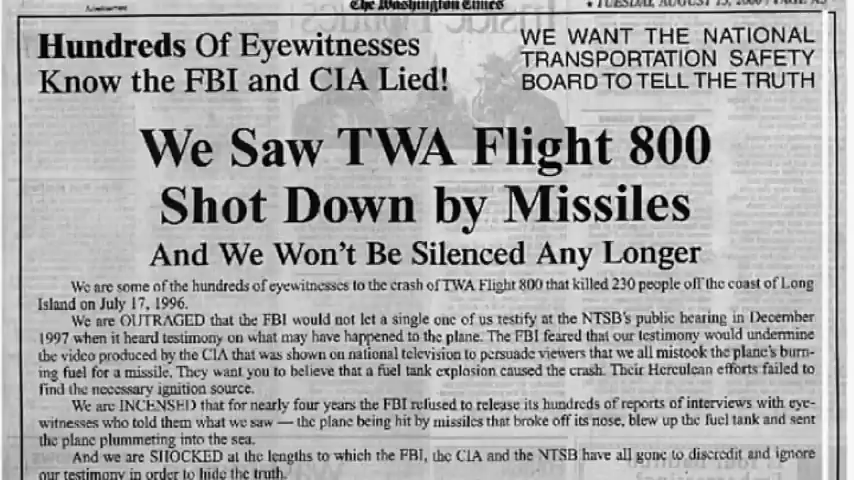 Advertisement
The Washington Times
• TUESDAY, AUGUST 15, 2000 / PAGE
Hundreds Of Eyewitnesses
Know the FBI and CIA Lied!
WE WANT THE NATIONAL
TRANSPORTATION SAFETY
BOARD TO TELL THE TRUTH
We Saw TWA Flight 800
Shot Down by Missiles
And We Won't Be Silenced Any Longer
We are some of the hundreds of eyewitnesses to the crash of TWA Flight 800 that killed 230 people off the coast of Long
Island on July 17, 1996.
We are OUTRAGED that the FBI would not let a single one of us testify at the NTSB's public hearing in December
1997 when it heard testimony on what may have happened to the plane. The FBI feared that our testimony would undermine
the video produced by the CIA that was shown on national television to persuade viewers that we all mistook the plane's burn-
ing fuel for a missile. They want you to believe that a fuel tank explosion caused the crash. Their Herculean efforts failed to
find the necessary ignition source.
We are INCENSED that for nearly four years the FBI refused to release its hundreds of reports of interviews with eye-
witnesses who told them what we saw — the plane being hit by missiles that broke off its nose, blew up the fuel tank and sent
the plane plummeting into the sea.
And we are SHOCKED at the lengths to which the FBI, the CIA and the NTSB have all gone to discredit and ignore
our testimony in order to hide the truth.